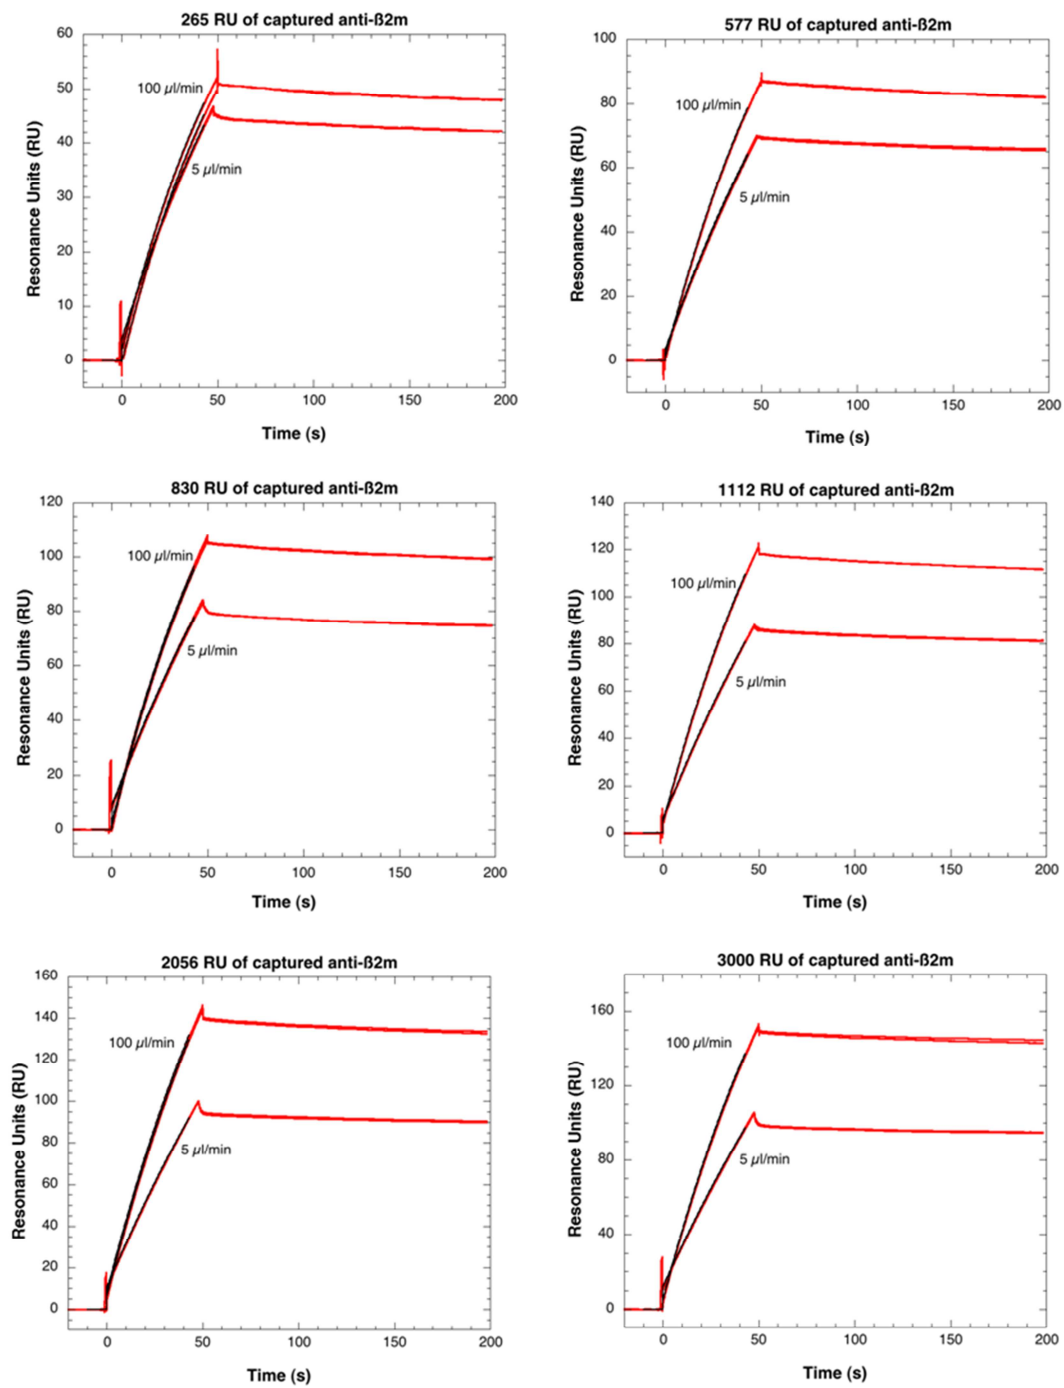 265 RU of captured anti-ß2m
60
50
40
30
20
10
0
100 µl/min
5 µl/min
Resonance Units (RU)
0 50 100 150 200
Time (s)
577 RU of captured anti-ß2m
100
80
60
40
20
0
100 µl/min
5 µl/min
Resonance Units (RU)
0 50 100 150 200
Time (s)
830 RU of captured anti-ß2m
120
100
80
60
40
20
0
100 µl/min
5 µl/min
Resonance Units (RU)
0 50 100 150 200
Time (s)
1112 RU of captured anti-ß2m
140
120
100
80
60
40
20
0
100 µl/min
5 µl/min
Resonance Units (RU)
0 50 100 150 200
Time (s)
2056 RU of captured anti-ß2m
160
140
120
100
80
60
40
20
0
100 µl/min
5 µl/min
Resonance Units (RU)
0 50 100 150 200
Time (s)
3000 RU of captured anti-ß2m
160
120
80
40
0
100 µl/min
5 µl/min
Resonance Units (RU)
0 50 100 150 200
Time (s)